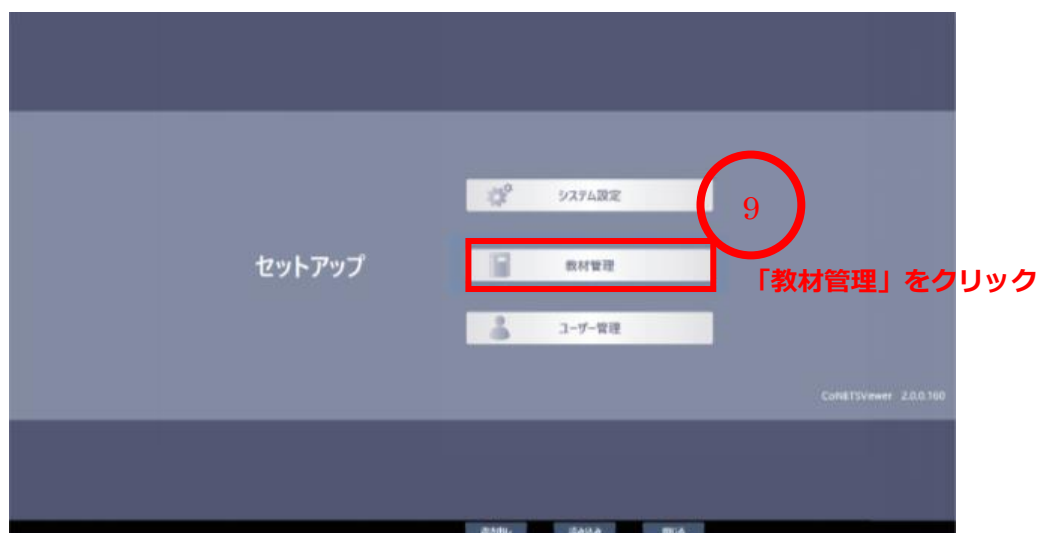 システム設定
9
セットアップ
教材管理
「教材管理」をクリック
ユーザー管理
CoNETSViewer 2.0.0.160